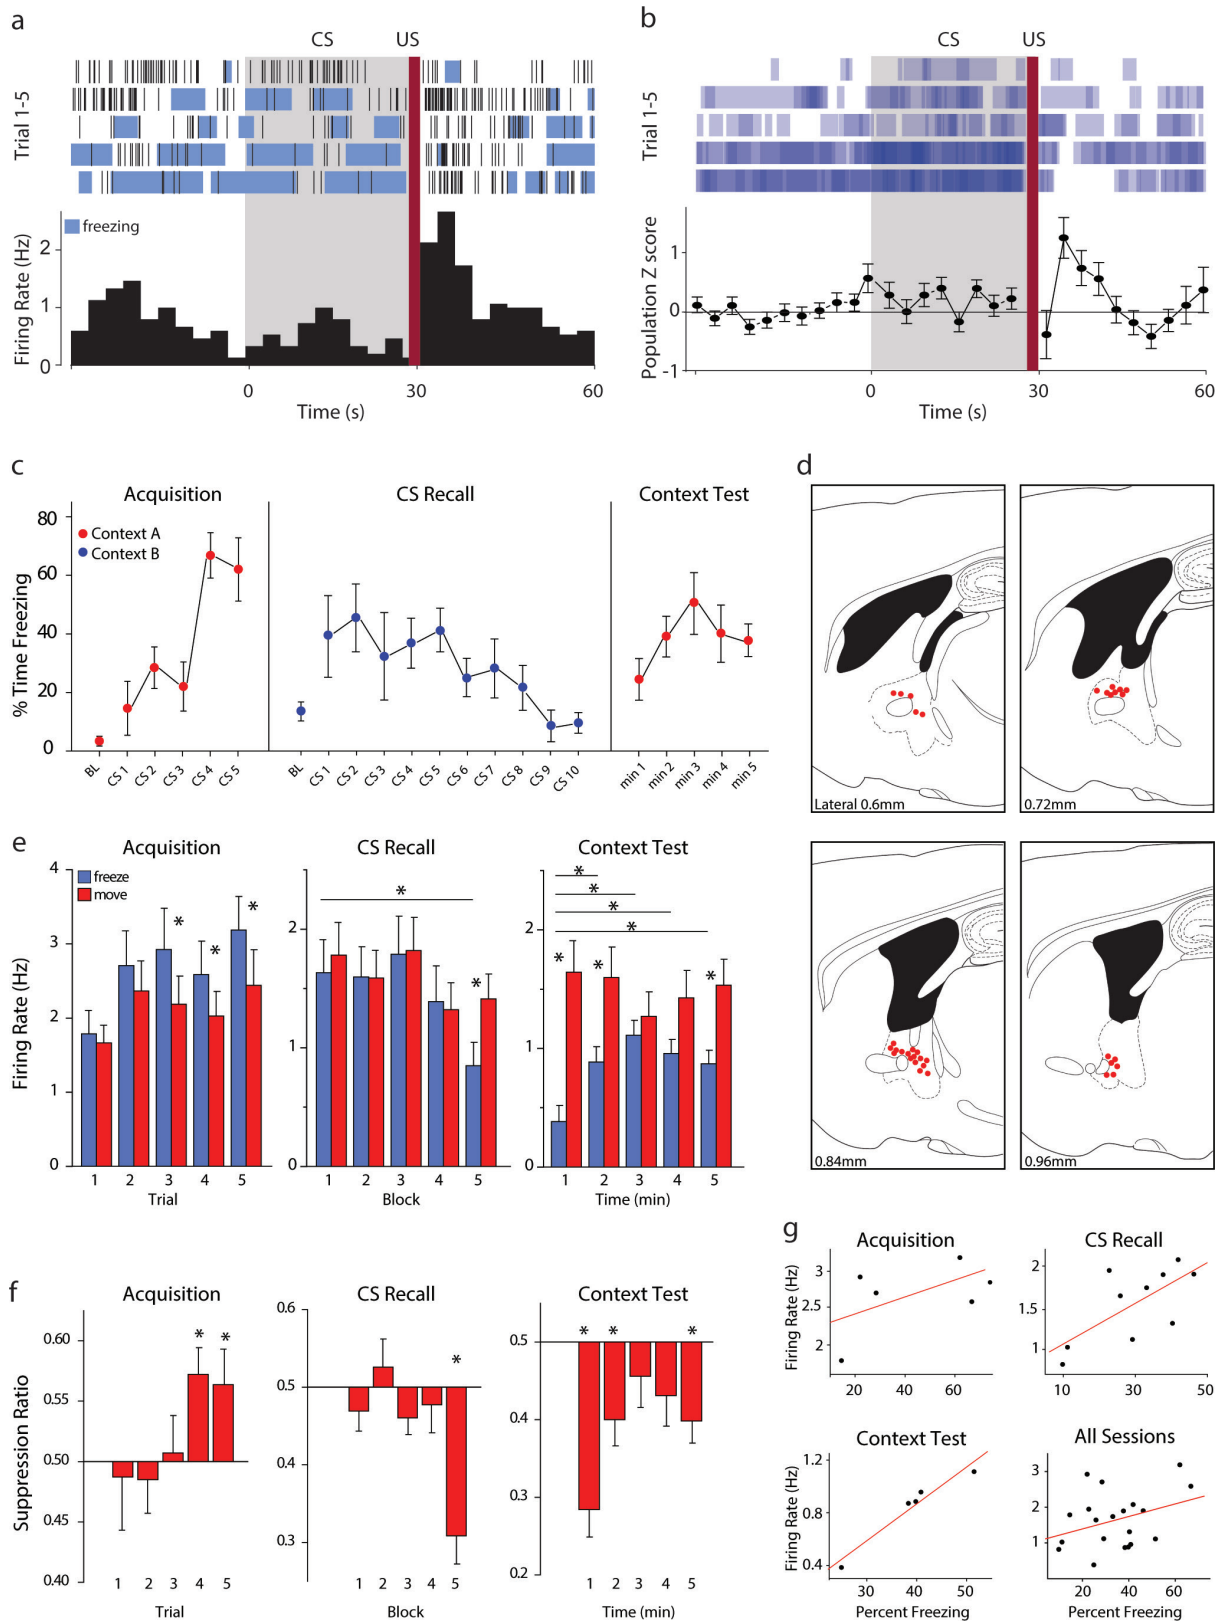 a
CS US
Trial 1-5
freezing
Firing Rate (Hz)
2
1
0
0 30 60
Time (s)
b
CS US
Trial 1-5
Population Z score
1
0
-1
0 30 60
Time (s)
c
Acquisition CS Recall Context Test
% Time Freezing
80
60
40
20
0
Context A
Context B
BL CS 1 CS 2 CS 3 CS 4 CS 5
BL CS 1 CS 2 CS 3 CS 4 CS 5 CS 6 CS 7 CS 8 CS 9 CS 10
min 1 min 2 min 3 min 4 min 5
d
Lateral 0.6mm
0.72mm
0.84mm
0.96mm
e
Acquisition
freeze
move
Firing Rate (Hz)
4
3
2
1
0
* * *
1 2 3 4 5
Trial
CS Recall
2
1
0
*
*
1 2 3 4 5
Block
Context Test
*
*
*
*
* * *
2
1
0
1 2 3 4 5
Time (min)
f
Acquisition
Suppression Ratio
0.60
0.55
0.50
0.45
0.40
* *
1 2 3 4 5
Trial
CS Recall
0.6
0.5
0.4
0.3
*
1 2 3 4 5
Block
Context Test
0.5
0.4
0.3
0.2
* * *
1 2 3 4 5
Time (min)
g
Acquisition
Firing Rate (Hz)
3
2.5
2
20 40 60
CS Recall
2
1.5
1
10 30 50
Context Test
Firing Rate (Hz)
1.2
0.8
0.4
30 40 50
Percent Freezing
All Sessions
3
2
1
20 40 60
Percent Freezing